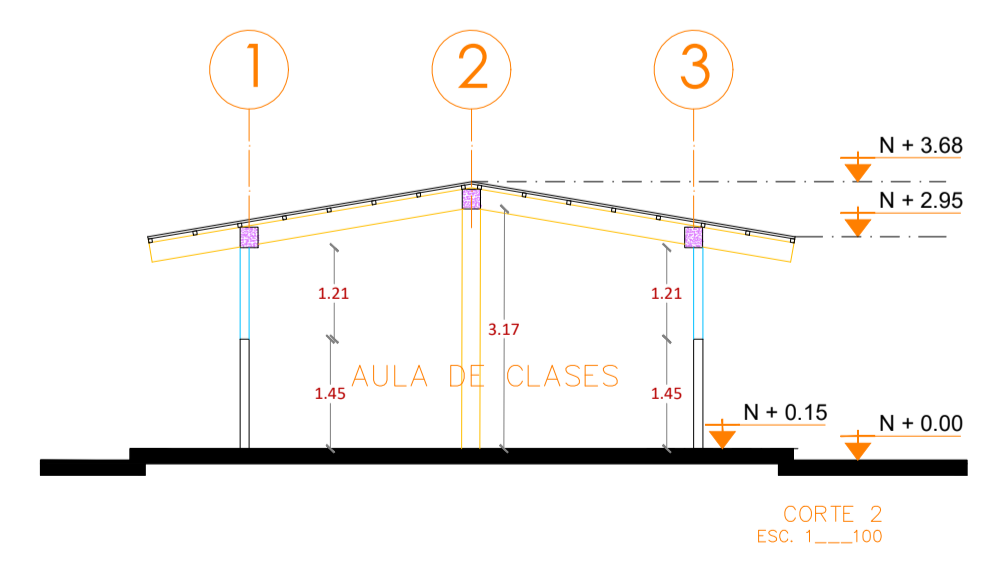 1 2 3
N + 3.68
N + 2.95
1.21 1.21
3.17
AULA DE CLASES
1.45 1.45
N + 0.15
N + 0.00
CORTE 2
ESC. 1___100